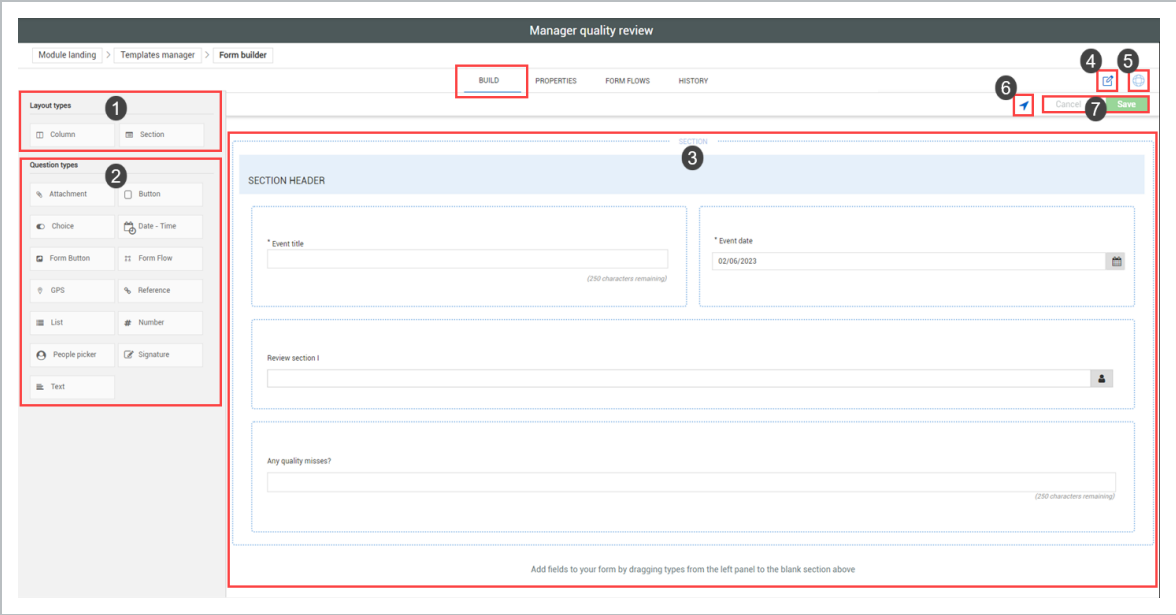 Manager quality review
Module landing > Templates manager > Form builder
BUILD PROPERTIES FORM FLOWS HISTORY
4 5
6
Cancel Save
7
Layout types
1
Column Section
Question types
2
Attachment Button
Choice Date - Time
Form Button Form Flow
GPS Reference
List # Number
People picker Signature
Text
SECTION
3
SECTION HEADER
* Event title
(250 characters remaining)
* Event date
02/06/2023
Review section I
Any quality misses?
(250 characters remaining)
Add fields to your form by dragging types from the left panel to the blank section above